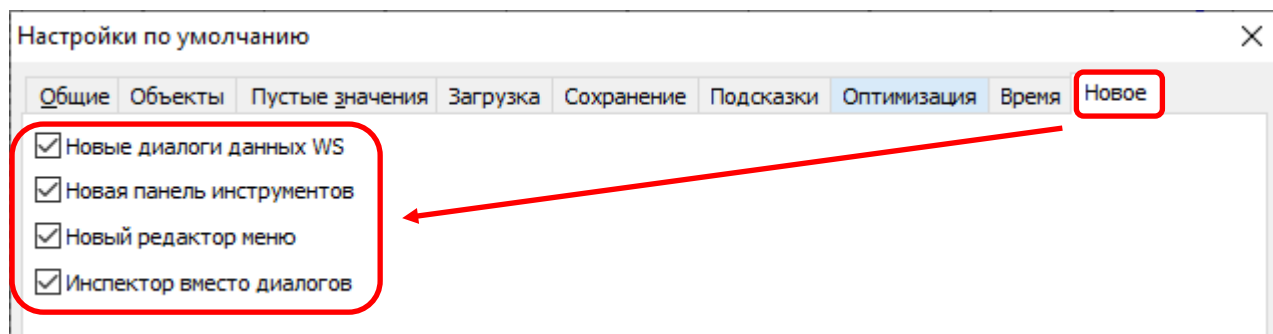 Настройки по умолчанию
Общие Объекты Пустые значения Загрузка Сохранение Подсказки Оптимизация Время Новое
Новые диалоги данных WS
Новая панель инструментов
Новый редактор меню
Инспектор вместо диалогов